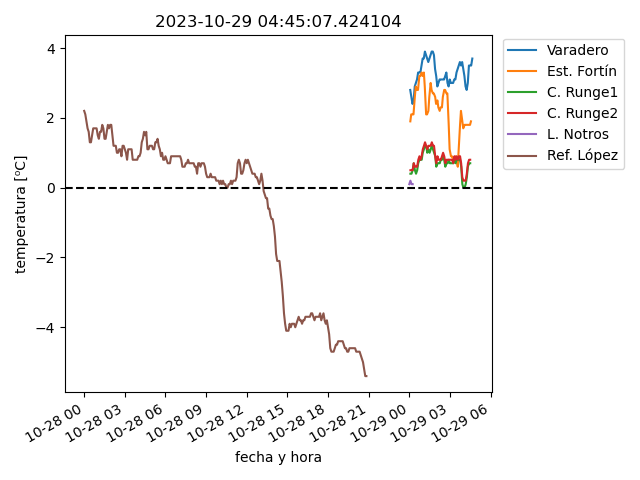 2023-10-29 04:45:07.424104
temperatura [ºC]
4
2
0
−2
−4
10-28 00
10-28 03
10-28 06
10-28 09
10-28 12
10-28 15
10-28 18
10-28 21
10-29 00
10-29 03
10-29 06
fecha y hora
Varadero
Est. Fortín
C. Runge1
C. Runge2
L. Notros
Ref. López